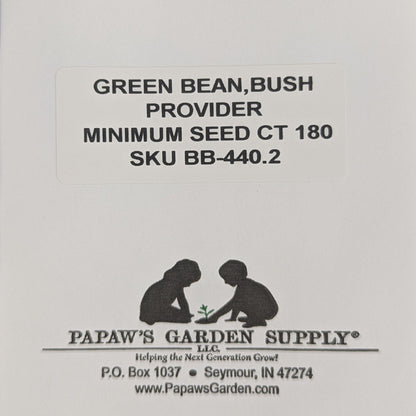 GREEN BEAN,BUSH
PROVIDER
MINIMUM SEED CT 180
SKU BB-440.2
PAPAW'S GARDEN SUPPLY®
LLC.
Helping the Next Generation Grow!
P.O. Box 1037 • Seymour, IN 47274
www.PapawsGarden.com